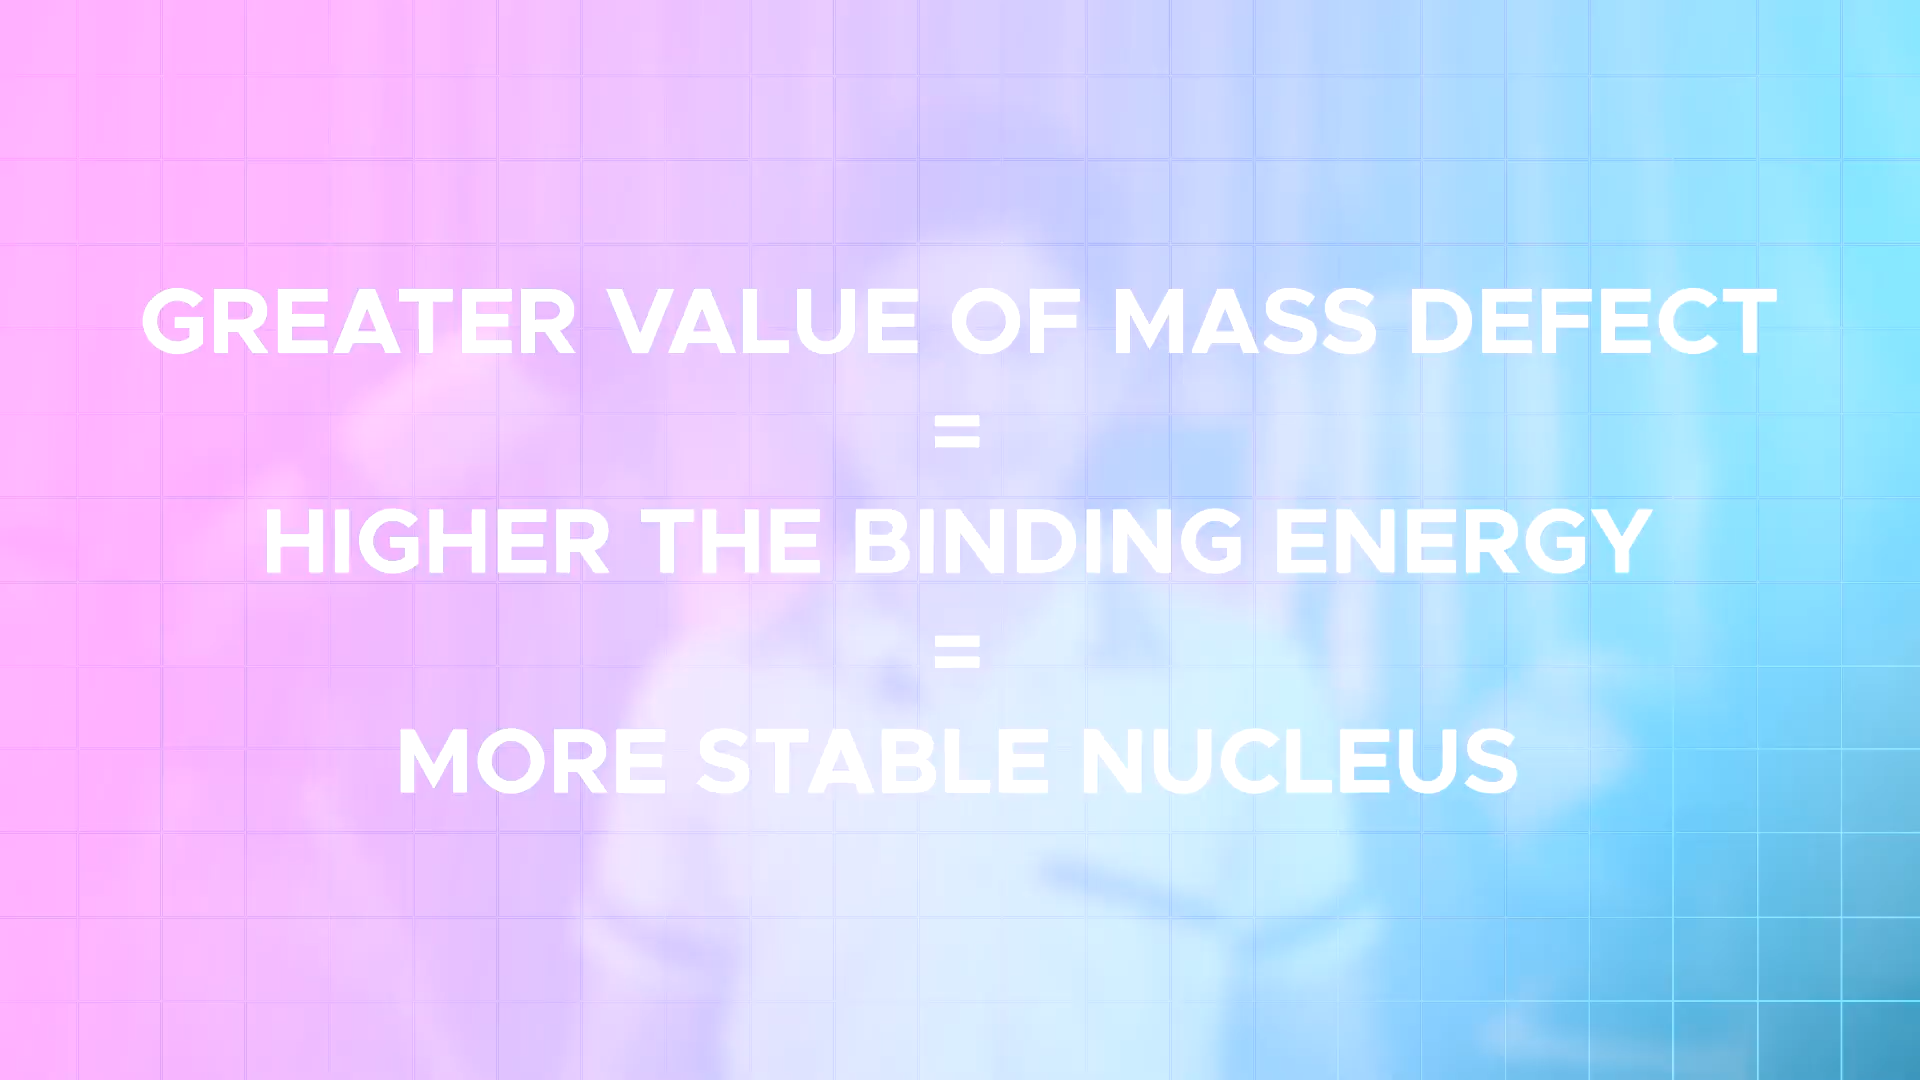 GREATER VALUE OF MASS DEFECT
=
HIGHER THE BINDING ENERGY
=
MORE STABLE NUCLEUS